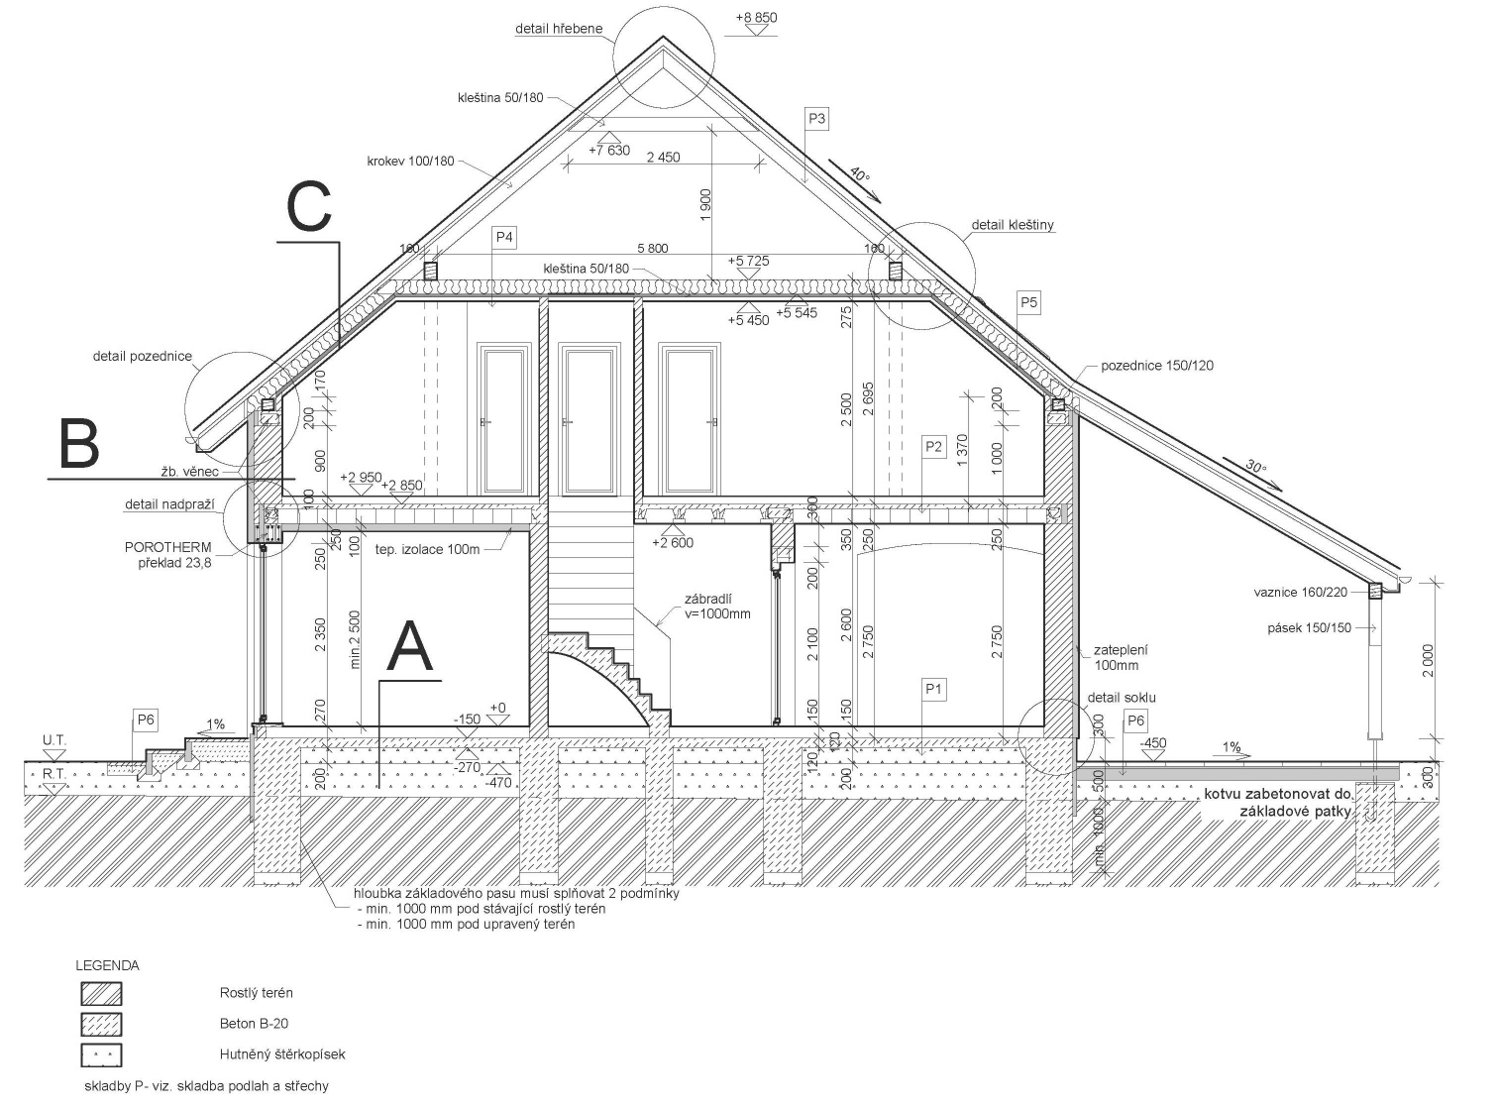 +8 850
detail hřebene
kleština 50/180
P3
+7 630
2 450
krokev 100/180
40°
1 900
C
P4
detail kleštiny
160
5 800
160
+5 725
kleština 50/180
+5 450
+5 545
P5
275
detail pozednice
170
pozednice 150/120
200
200
2 500
2 695
1 370
B
P2
žb. věnec
900
1 000
+2 950
+2 850
100
detail nadpraží
300
30°
POROTHERM
překlad 23,8
250
250
100
tep. izolace 100m
+2 600
350
250
250
200
zábradlí
v=1000mm
vaznice 160/220
pásek 150/150
A
2 350
min.2 500
2 100
2 600
2 750
2 750
zateplení
100mm
2 000
P1
detail soklu
270
-150
+0
150
150
300
P6
1%
P6
U.T.
-450
1%
R.T.
200
-270
-470
120
120
200
500
300
kotvu zabetonovat do
základové patky
min. 1000
hloubka základového pasu musí splňovat 2 podmínky
- min. 1000 mm pod stávající rostlý terén
- min. 1000 mm pod upravený terén
LEGENDA
Rostlý terén
Beton B-20
Hutněný štěrkopísek
skladby P- viz. skladba podlah a střechy